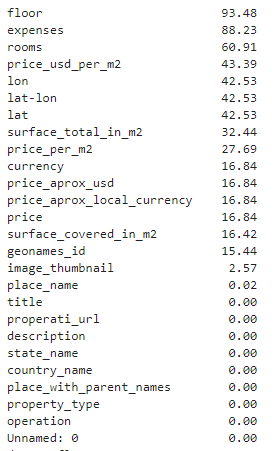 floor 93.48
expenses 88.23
rooms 60.91
price_usd_per_m2 43.39
lon 42.53
lat-lon 42.53
lat 42.53
surface_total_in_m2 32.44
price_per_m2 27.69
currency 16.84
price_aprox_usd 16.84
price_aprox_local_currency 16.84
price 16.84
surface_covered_in_m2 16.42
geonames_id 15.44
image_thumbnail 2.57
place_name 0.02
title 0.00
properati_url 0.00
description 0.00
state_name 0.00
country_name 0.00
place_with_parent_names 0.00
property_type 0.00
operation 0.00
Unnamed: 0 0.00